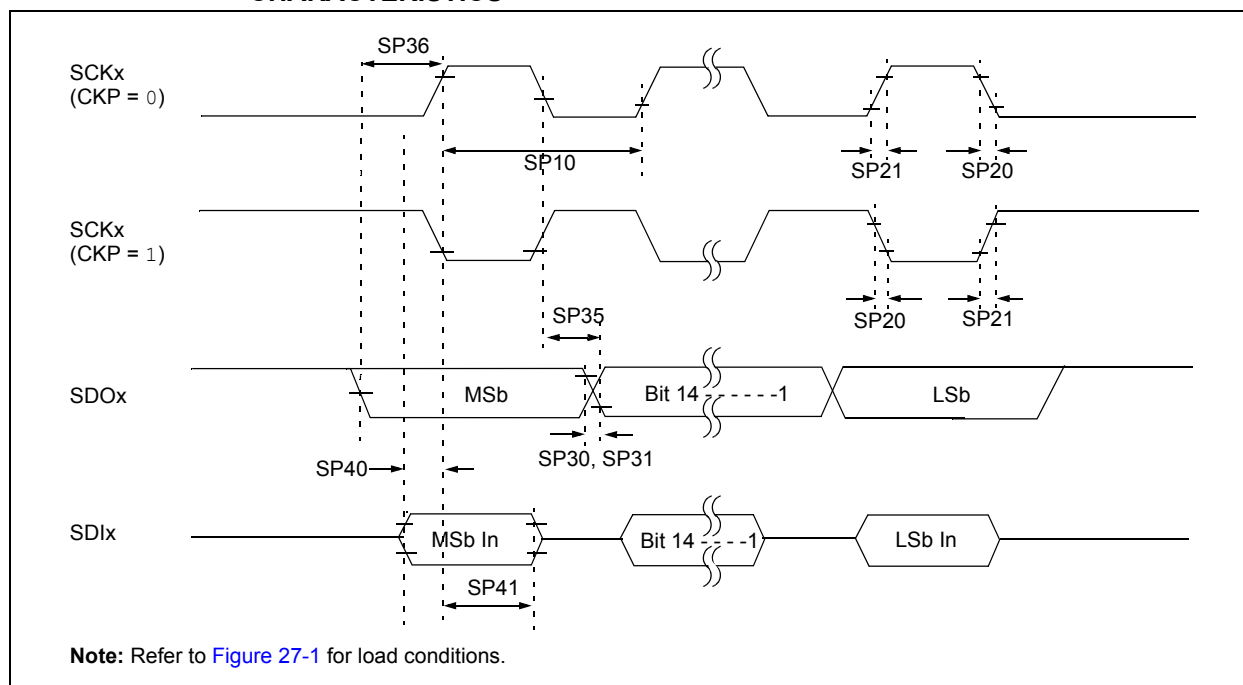 CHARACTERISTICS
SP36
SCKx
(CKP = 0)
SP10
SP21
SP20
SCKx
(CKP = 1)
SP35
SP20
SP21
SDOx
MSb
Bit 14 - - - - - - -1
LSb
SP30, SP31
SP40
SDIx
MSb In
Bit 14 - - - - -1
LSb In
SP41
Note: Refer to Figure 27-1 for load conditions.